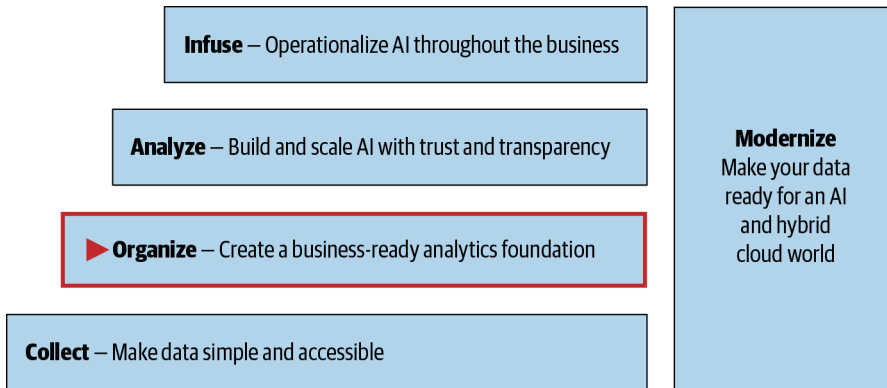 Infuse – Operationalize AI throughout the business
Analyze – Build and scale AI with trust and transparency
Organize – Create a business-ready analytics foundation
Collect – Make data simple and accessible
Modernize
Make your data
ready for an AI
and hybrid
cloud world